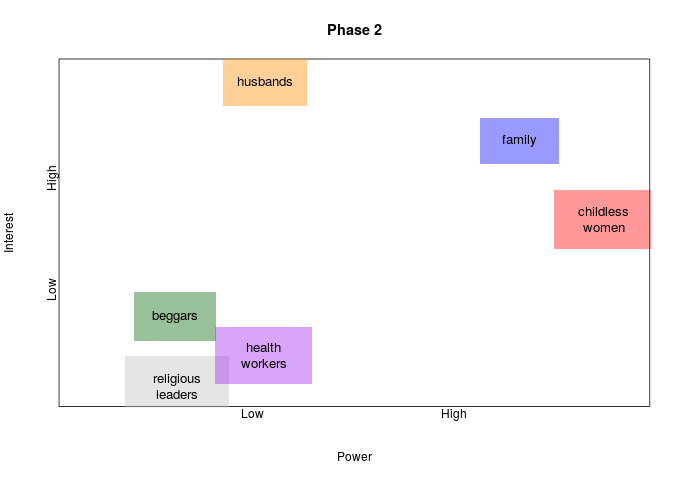 Phase 2
husbands
family
High
childless
women
Interest
Low
beggars
health
workers
religious
leaders
Low
High
Power